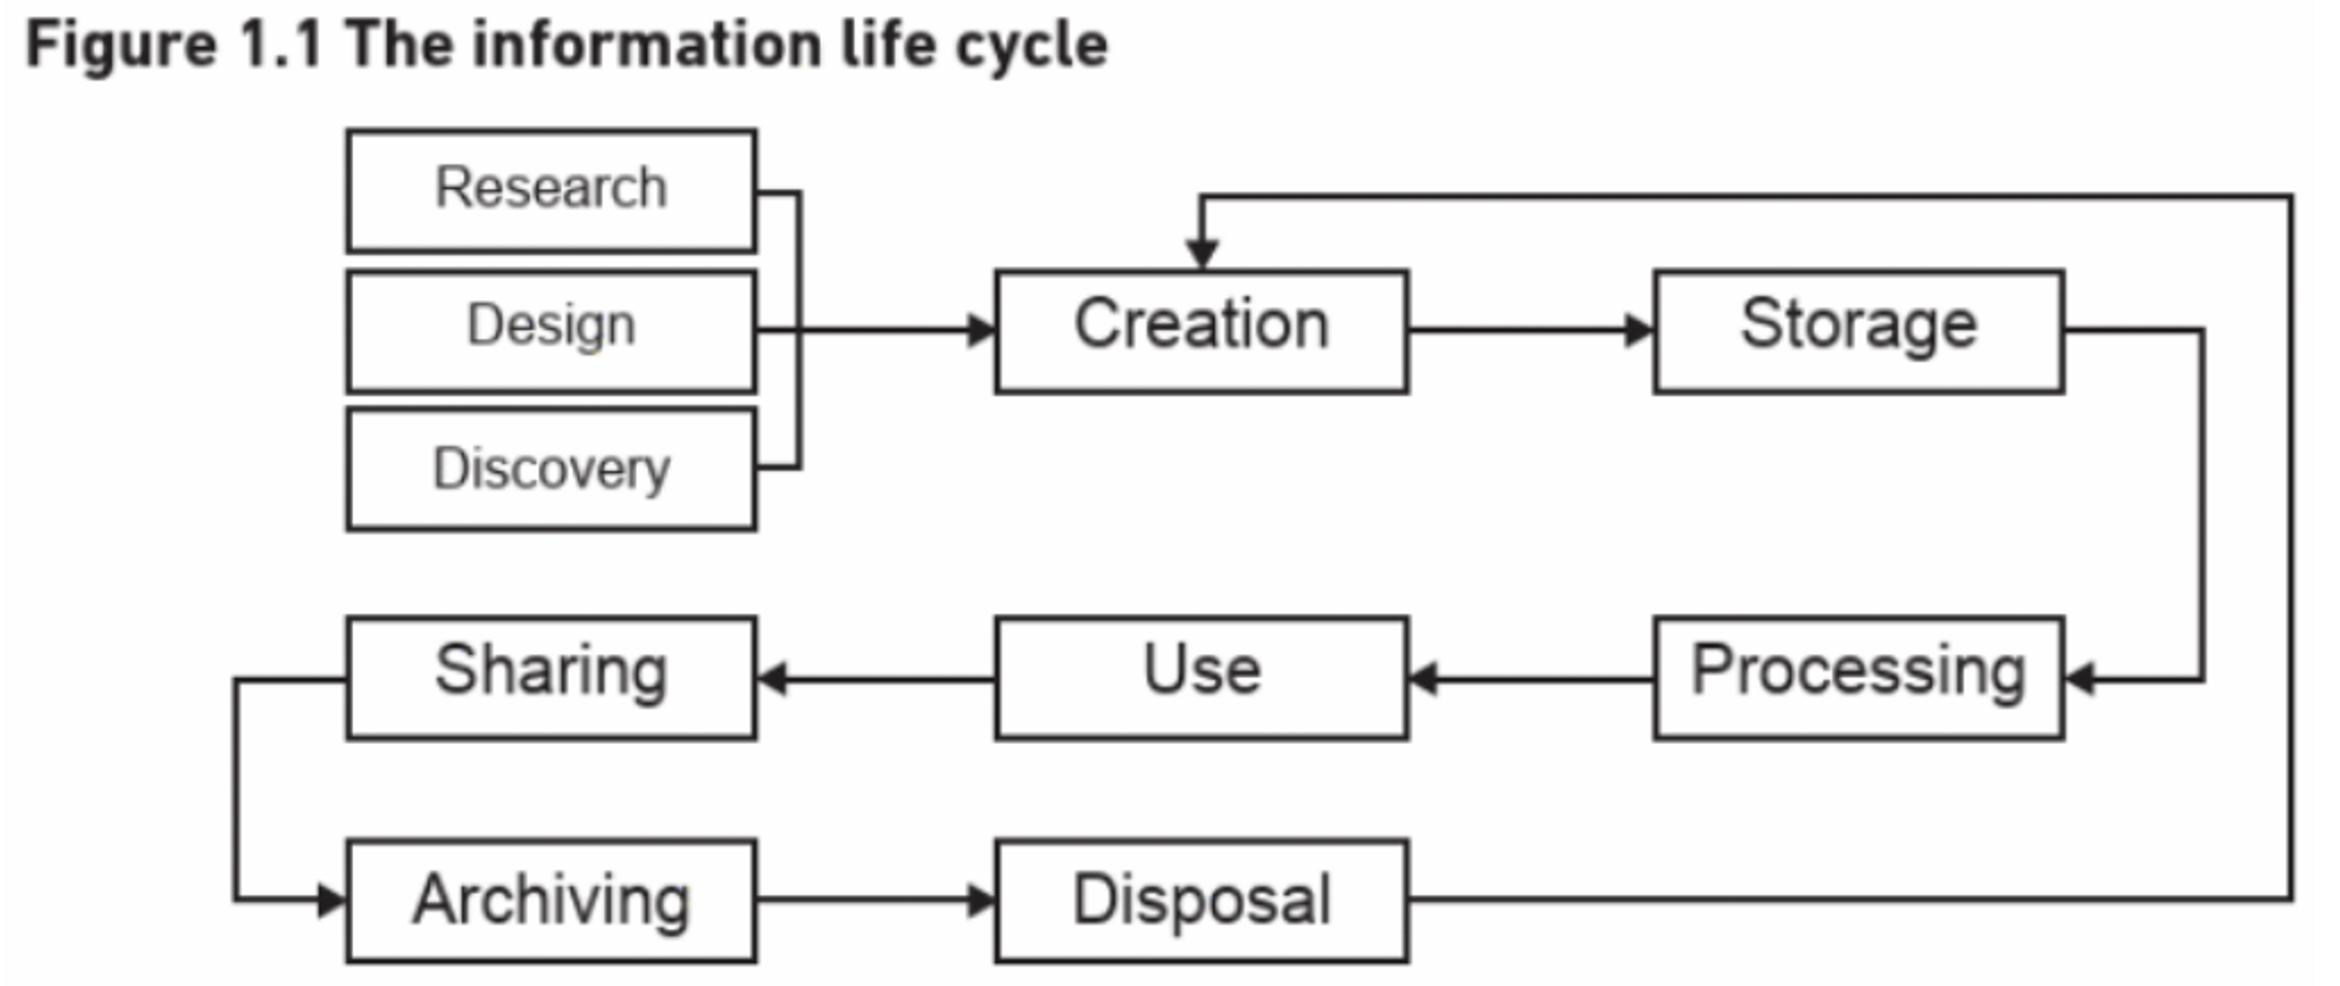 Figure 1.1 The information life cycle
Research
Design
Discovery
Creation
Storage
Sharing
Use
Processing
Archiving
Disposal